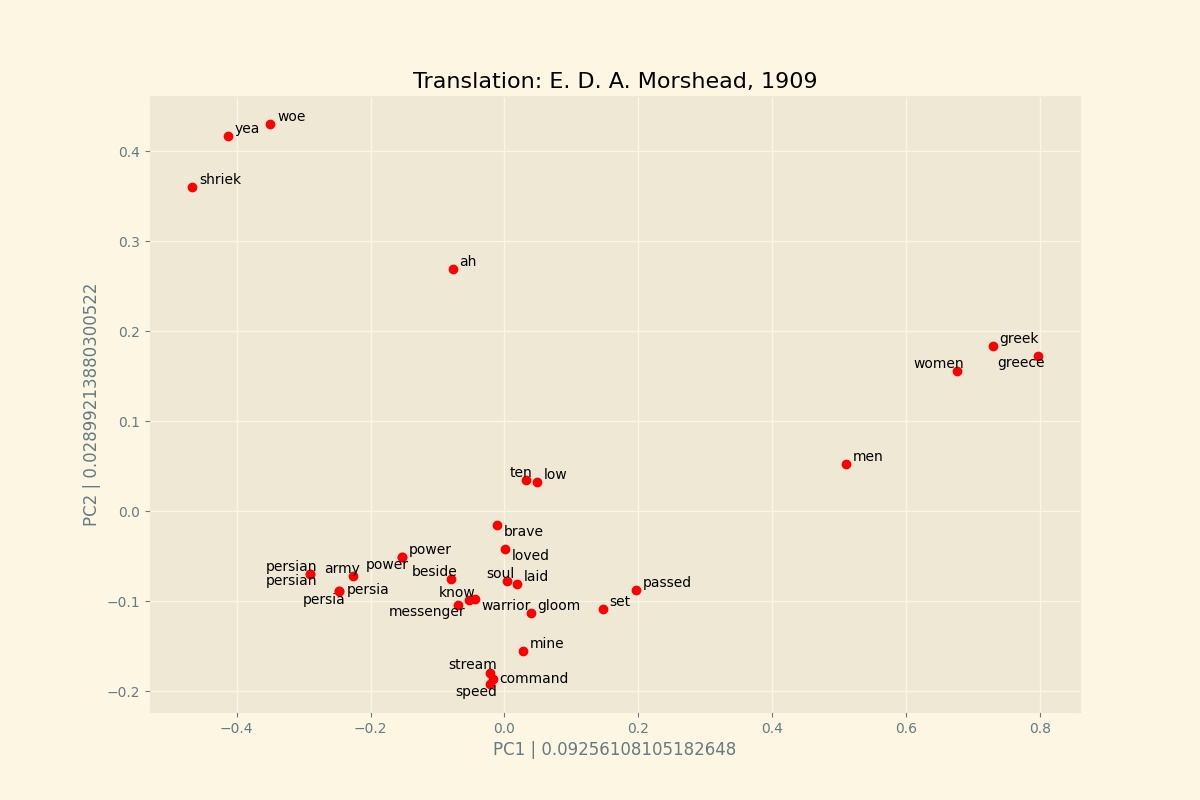 Translation: E. D. A. Morshead, 1909
woe
yea
shriek
ah
greek
women
greece
men
ten
low
brave
power
power
loved
persian
persian
army
beside
soul
laid
persia
persia
know
passed
messenger
warrior
gloom
set
mine
stream
command
speed
0.4
0.3
0.2
0.1
0.0
−0.1
−0.2
−0.4
−0.2
0.0
0.2
0.4
0.6
0.8
PC1 | 0.09256108105182648
PC2 | 0.02899213880300522